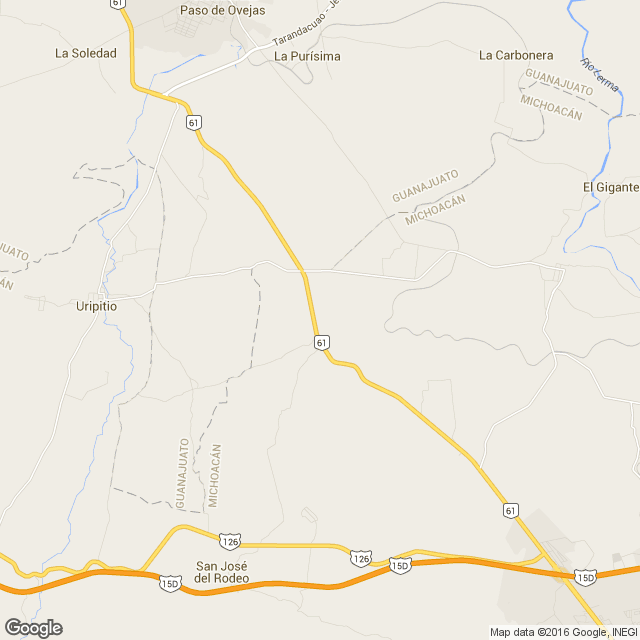 61
Paso de Ovejas
Tarandacuao - Je
La Soledad
La Purísima
La Carbonera
Río Lerma
GUANAJUATO
MICHOACÁN
61
GUANAJUATO
MICHOACÁN
El Gigante
JUATO
ÁN
Uripitio
61
GUANAJUATO
MICHOACÁN
61
126
126
San José
del Rodeo
15D
15D
15D
Google
Map data ©2016 Google, INEGI